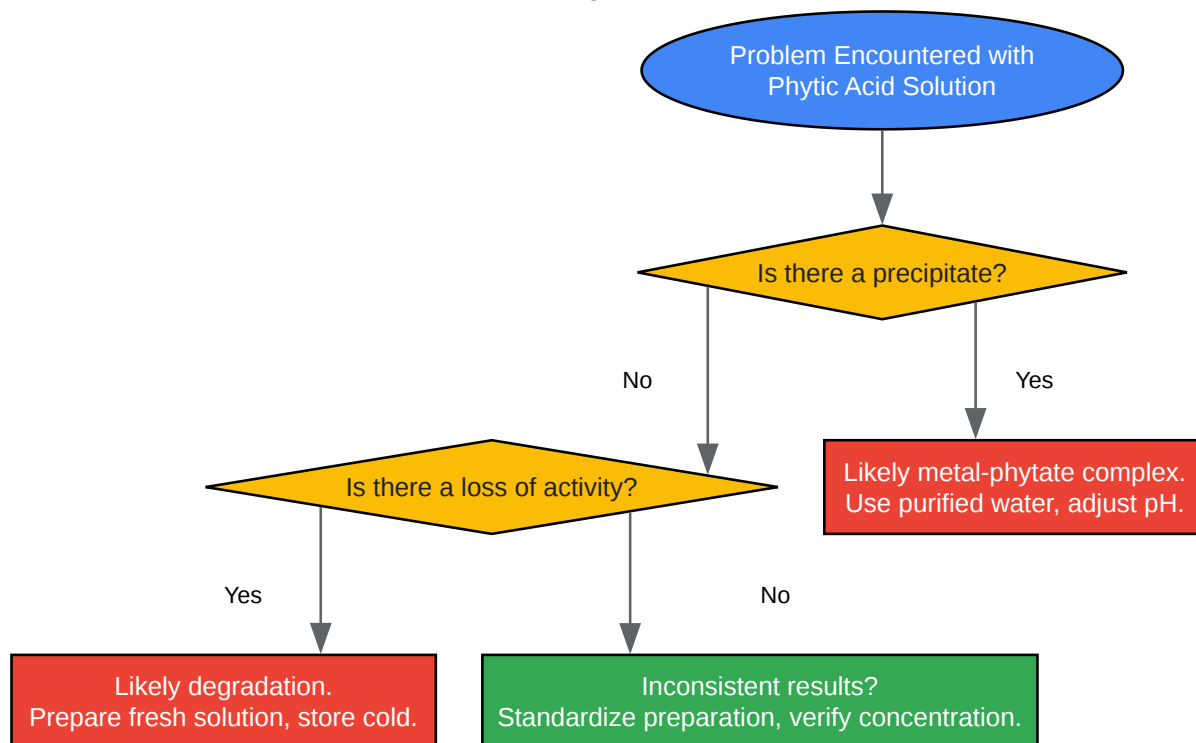 Problem Encountered with
Phytic Acid Solution
Is there a precipitate?
No
Yes
Likely metal-phytate complex.
Use purified water, adjust pH.
Is there a loss of activity?
Yes
No
Likely degradation.
Prepare fresh solution, store cold.
Inconsistent results?
Standardize preparation, verify concentration.